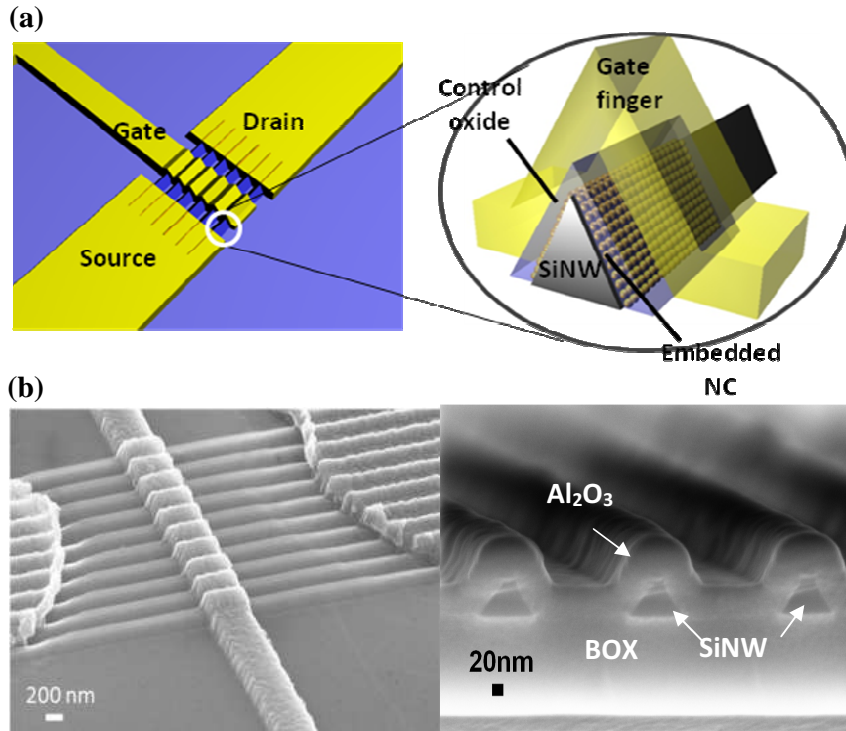 (a)
Gate
Drain
Source
Control
oxide
Gate
finger
SiNW
Embedded
NC
(b)
200 nm
Al₂O₃
BOX
SiNW
20nm